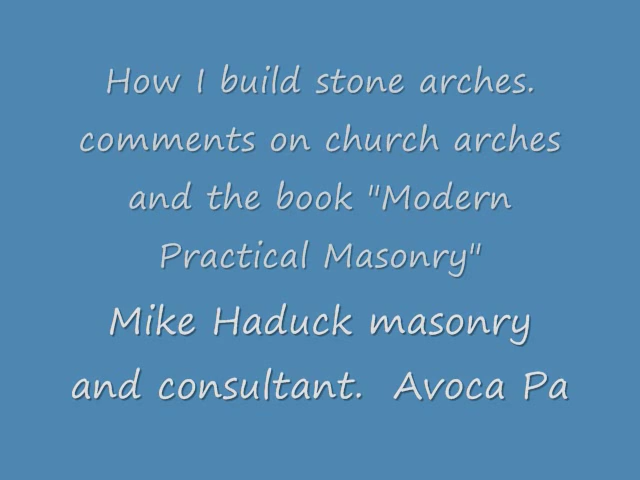 How I build stone arches.
comments on church arches
and the book "Modern
Practical Masonry"
Mike Haduck masonry
and consultant.  Avoca Pa